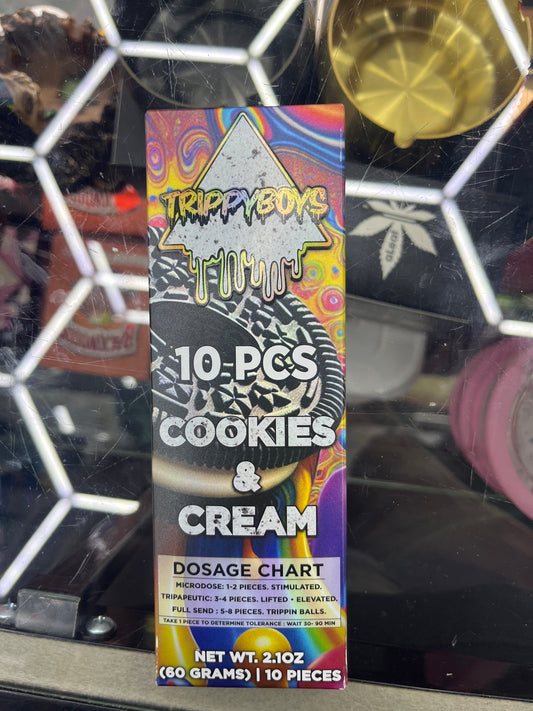 TRIPPYBOYS
10-PCS
COOKIES
&
CREAM
DOSAGE CHART
MICRODOSE: 1-2 PIECES. STIMULATED.
TRIPAPEUTIC: 3-4 PIECES. LIFTED • ELEVATED.
FULL SEND : 5-8 PIECES. TRIPPIN BALLS.
TAKE 1 PIECE TO DETERMINE TOLERANCE : WAIT 30- 90 MIN
NET WT. 2.1OZ
(60 GRAMS) | 10 PIECES